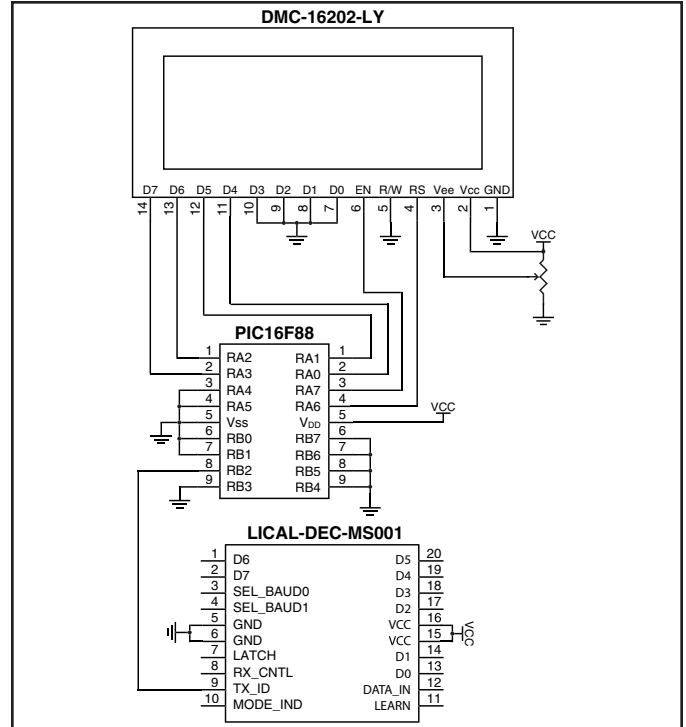 DMC-16202-LY
D7 D6 D5 D4 D3 D2 D1 D0 EN R/W RS Vee Vcc GND
14 13 12 11 10 9 8 7 6 5 4 3 2 1
VCC
PIC16F88
1 RA2 RA1 1
2 RA3 RA0 2
3 RA4 RA7 3
4 RA5 RA6 4
5 Vss VDD 5
VCC
6 RB0 RB7 6
7 RB1 RB6 7
8 RB2 RB5 8
9 RB3 RB4 9
LICAL-DEC-MS001
1 D6 D5 20
2 D7 D4 19
3 SEL_BAUD0 D3 18
4 SEL_BAUD1 D2 17
5 GND VCC 16
6 GND VCC 15
VCC
7 LATCH D1 14
8 RX_CNTL D0 13
9 TX_ID DATA_IN 12
10 MODE_IND LEARN 11